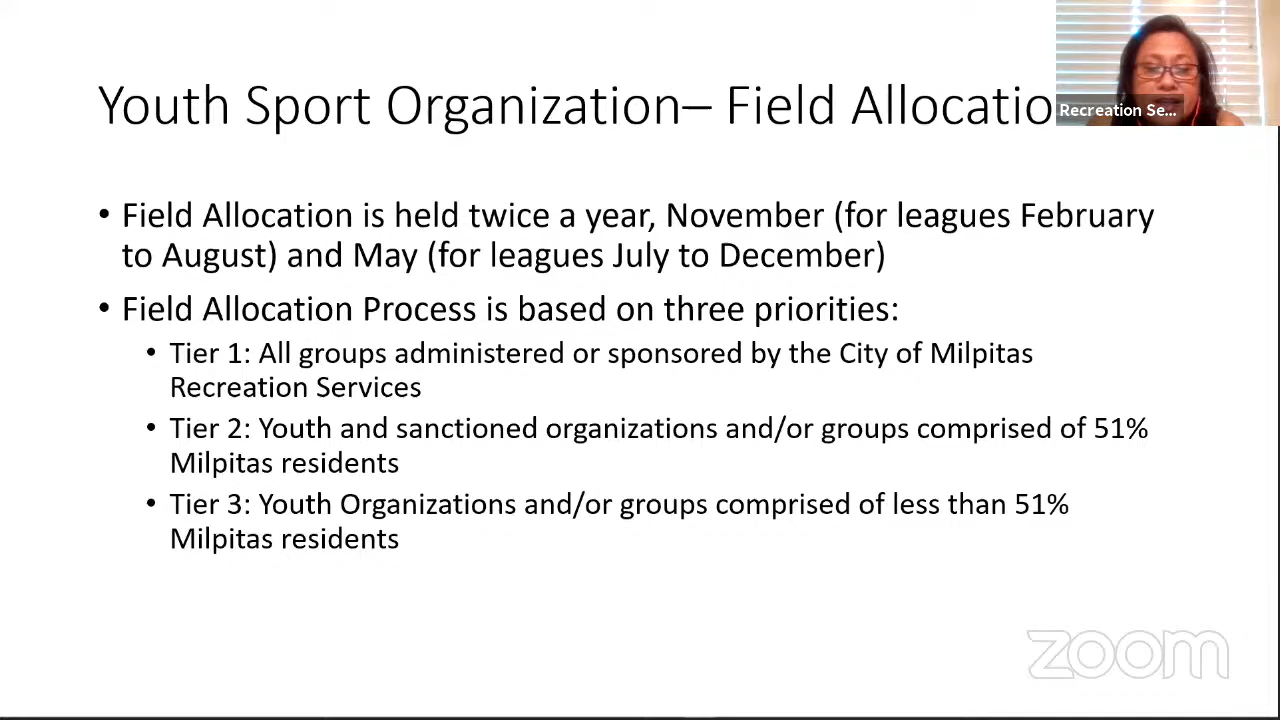 Youth Sport Organization– Field Allocatio
Recreation Se...
• Field Allocation is held twice a year, November (for leagues February
to August) and May (for leagues July to December)
• Field Allocation Process is based on three priorities:
• Tier 1: All groups administered or sponsored by the City of Milpitas
Recreation Services
• Tier 2: Youth and sanctioned organizations and/or groups comprised of 51%
Milpitas residents
• Tier 3: Youth Organizations and/or groups comprised of less than 51%
Milpitas residents
zoom